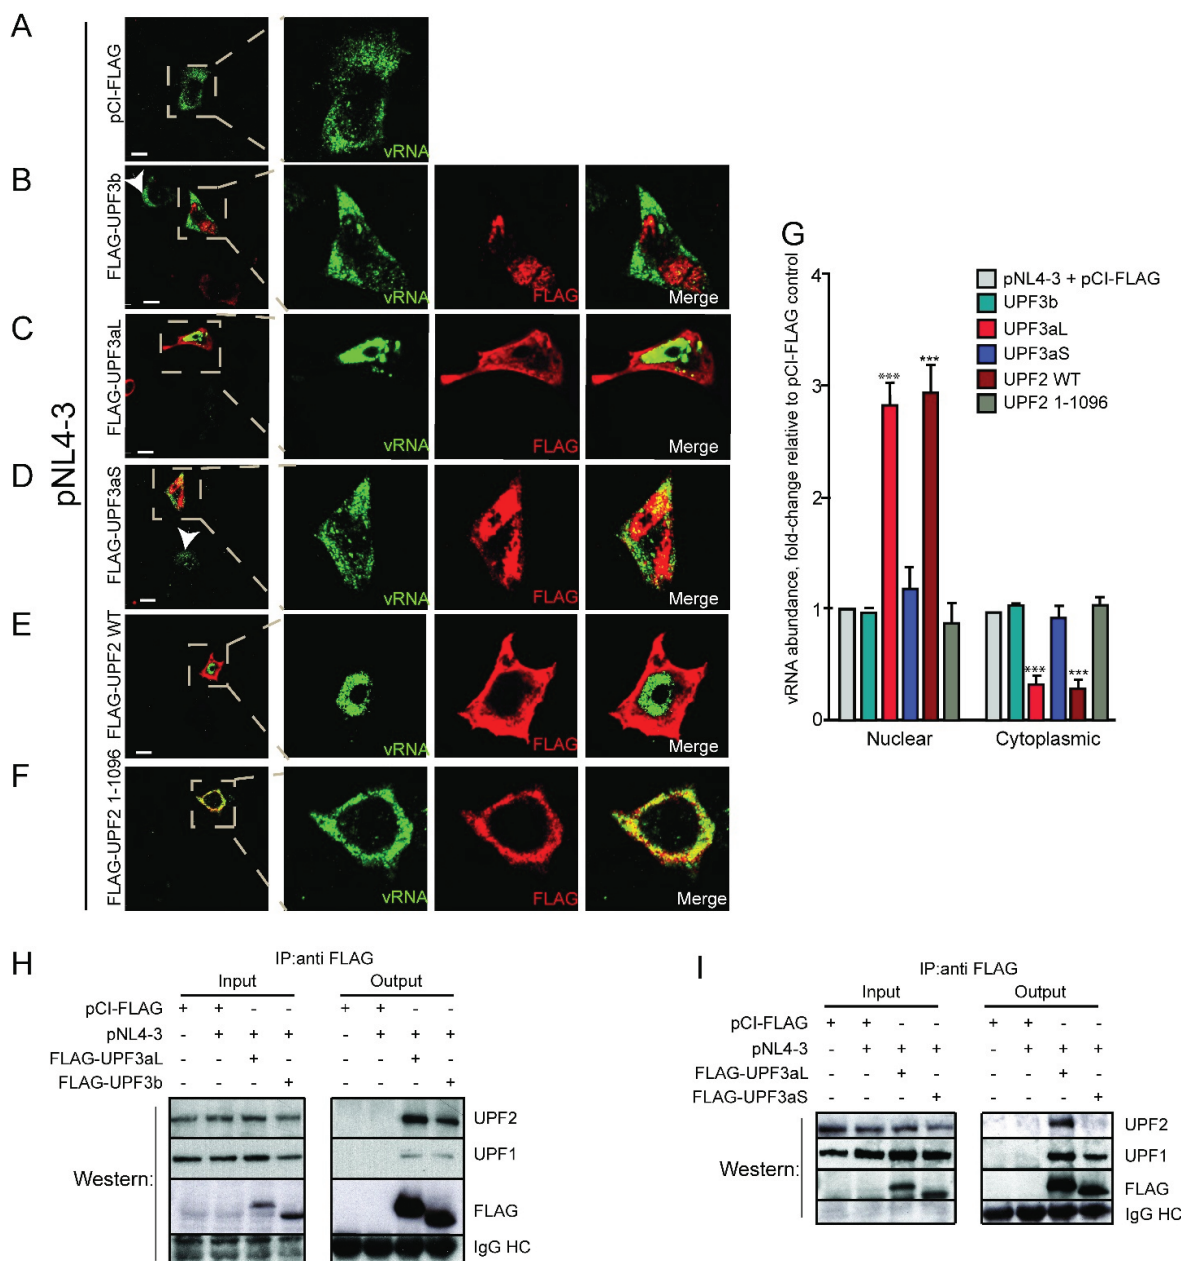 A
pCI-FLAG
vRNA
B
FLAG-UPF3b
vRNA
FLAG
Merge
C
FLAG-UPF3aL
vRNA
FLAG
Merge
D
FLAG-UPF3aS
vRNA
FLAG
Merge
E
FLAG-UPF2 WT
vRNA
FLAG
Merge
F
FLAG-UPF2 1-1096
vRNA
FLAG
Merge
pNL4-3
G
vRNA abundance, fold-change relative to pCI-FLAG control
4
3
2
1
0
*** ***
*** ***
Nuclear Cytoplasmic
pNL4-3 + pCI-FLAG
UPF3b
UPF3aL
UPF3aS
UPF2 WT
UPF2 1-1096
H
IP:anti FLAG
Input Output
pCI-FLAG + + - - + + - -
pNL4-3 - + + + - + + +
FLAG-UPF3aL - - + - - - + -
FLAG-UPF3b - - - + - - - +
Western:
UPF2
UPF1
FLAG
IgG HC
I
IP:anti FLAG
Input Output
pCI-FLAG + + - - + + - -
pNL4-3 - + + + - + + +
FLAG-UPF3aL - - + - - - + -
FLAG-UPF3aS - - - + - - - +
Western:
UPF2
UPF1
FLAG
IgG HC